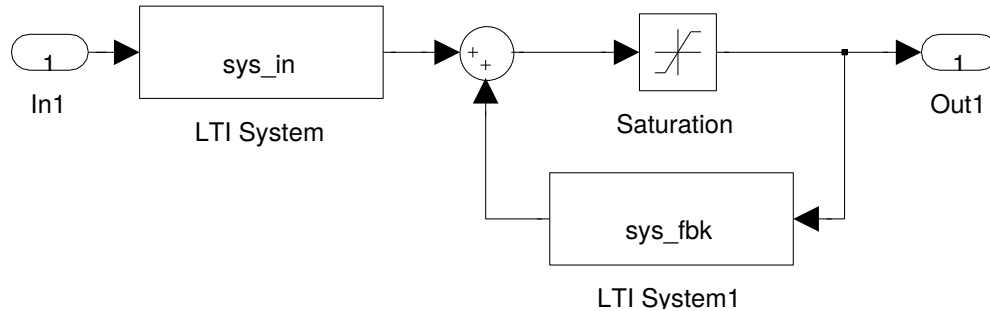 1
In1
sys_in
LTI System
+
+
Saturation
1
Out1
sys_fbk
LTI System1